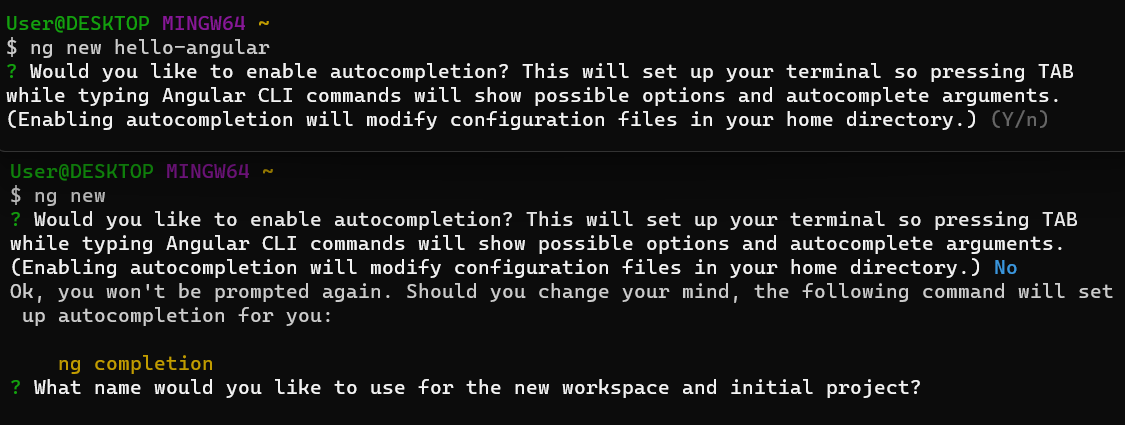 User@DESKTOP MINGW64 ~
$ ng new hello-angular
? Would you like to enable autocompletion? This will set up your terminal so pressing TAB
while typing Angular CLI commands will show possible options and autocomplete arguments.
(Enabling autocompletion will modify configuration files in your home directory.) (Y/n)
User@DESKTOP MINGW64 ~
$ ng new
? Would you like to enable autocompletion? This will set up your terminal so pressing TAB
while typing Angular CLI commands will show possible options and autocomplete arguments.
(Enabling autocompletion will modify configuration files in your home directory.) No
Ok, you won't be prompted again. Should you change your mind, the following command will set
up autocompletion for you:
ng completion
? What name would you like to use for the new workspace and initial project?